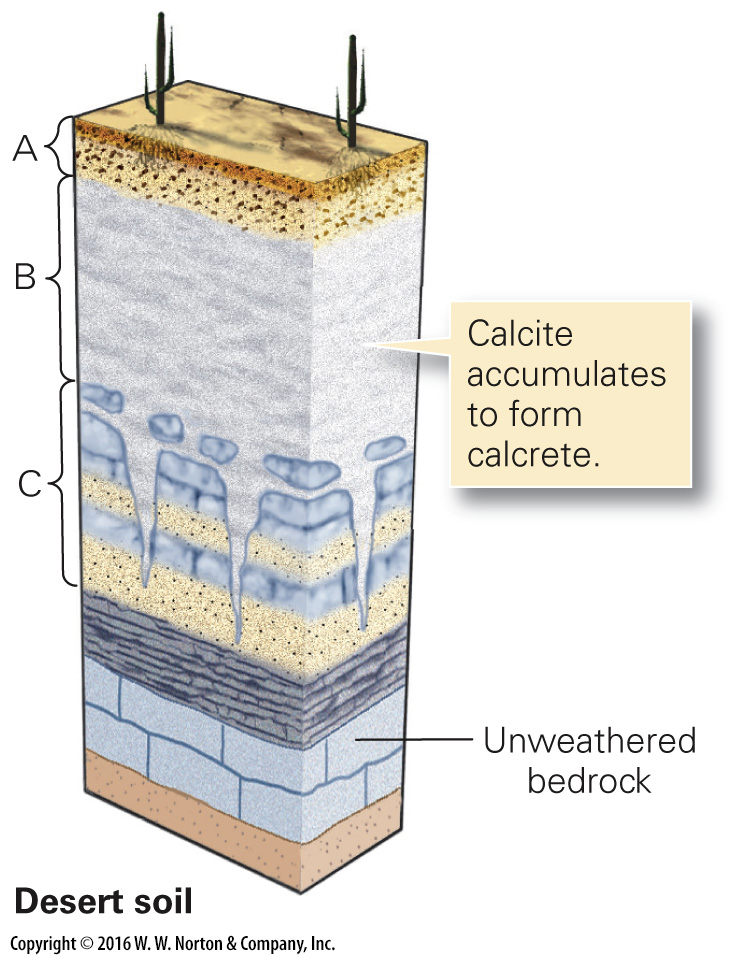 A
B
C
Calcite
accumulates
to form
calcrete.
Unweathered
bedrock
Desert soil
Copyright © 2016 W. W. Norton & Company, Inc.